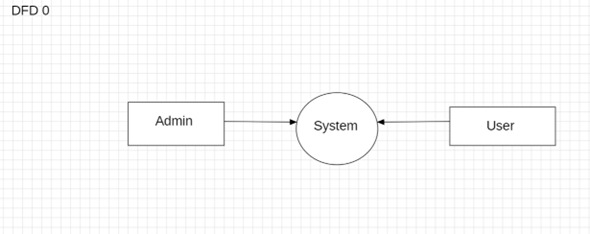 DFD 0
Admin
System
User